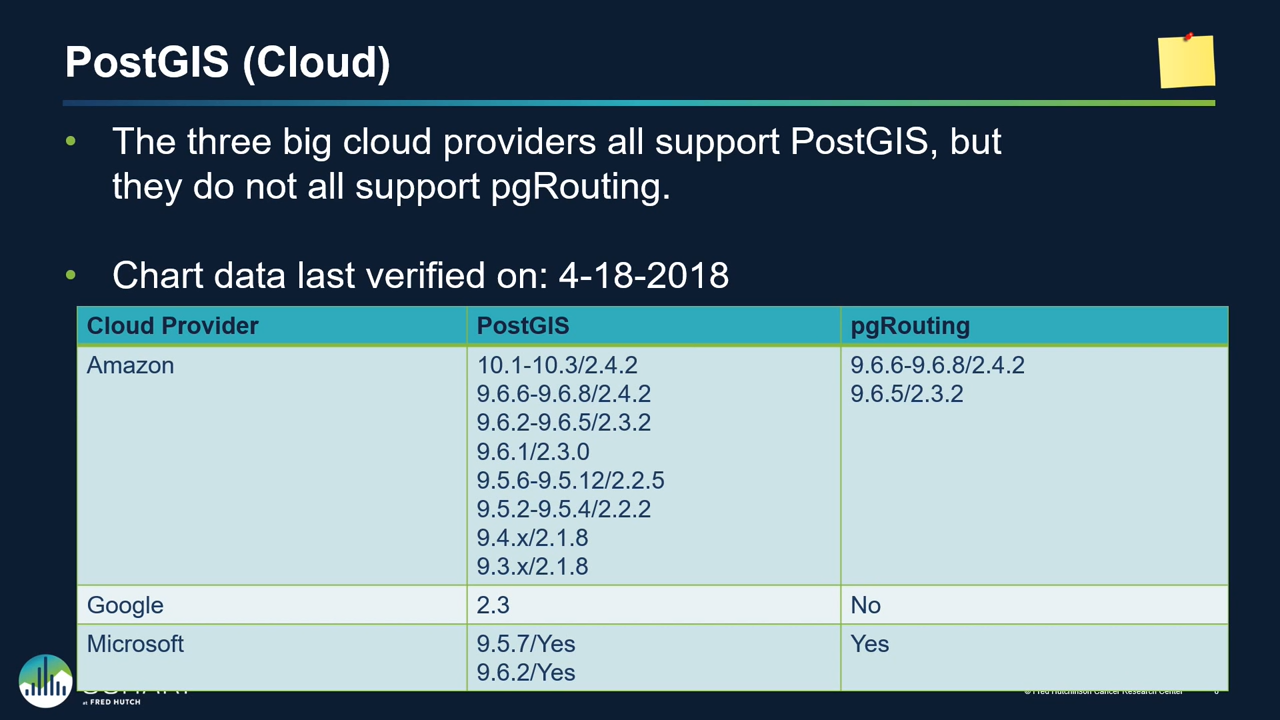 PostGIS (Cloud)
• The three big cloud providers all support PostGIS, but
they do not all support pgRouting.
• Chart data last verified on: 4-18-2018
Cloud Provider PostGIS pgRouting
Amazon 10.1-10.3/2.4.2 9.6.6-9.6.8/2.4.2
9.6.6-9.6.8/2.4.2 9.6.5/2.3.2
9.6.2-9.6.5/2.3.2
9.6.1/2.3.0
9.5.6-9.5.12/2.2.5
9.5.2-9.5.4/2.2.2
9.4.x/2.1.8
9.3.x/2.1.8
Google 2.3 No
Microsoft 9.5.7/Yes Yes
9.6.2/Yes
at FRED HUTCH
© Fred Hutchinson Cancer Research Center